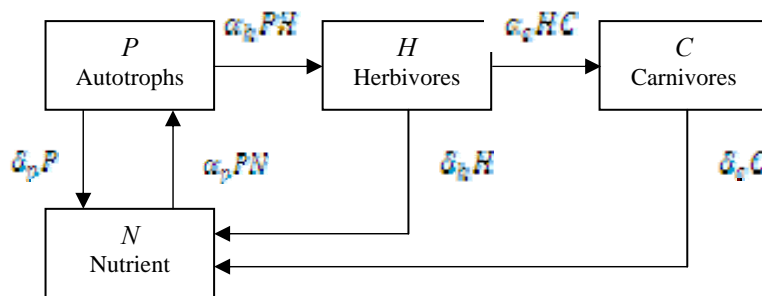 α_h PH
α_c HC
P
Autotrophs
H
Herbivores
C
Carnivores
δ_p P
α_p PN
δ_h H
δ_c C
N
Nutrient